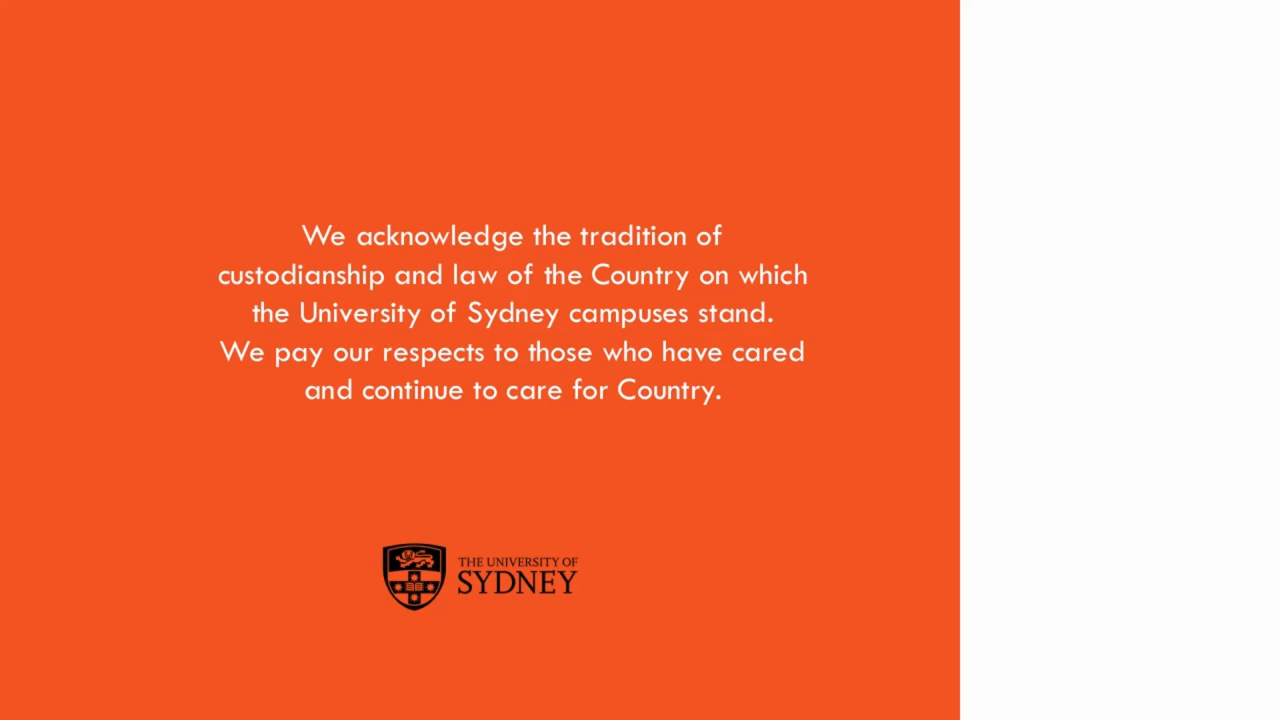 We acknowledge the tradition of
custodianship and law of the Country on which
the University of Sydney campuses stand.
We pay our respects to those who have cared
and continue to care for Country.
THE UNIVERSITY OF
SYDNEY